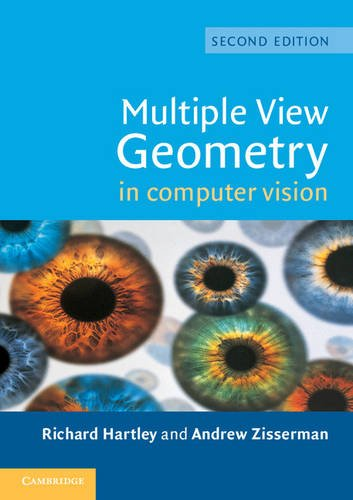 SECOND EDITION
Multiple View
Geometry
in computer vision
Richard Hartley and Andrew Zisserman
CAMBRIDGE